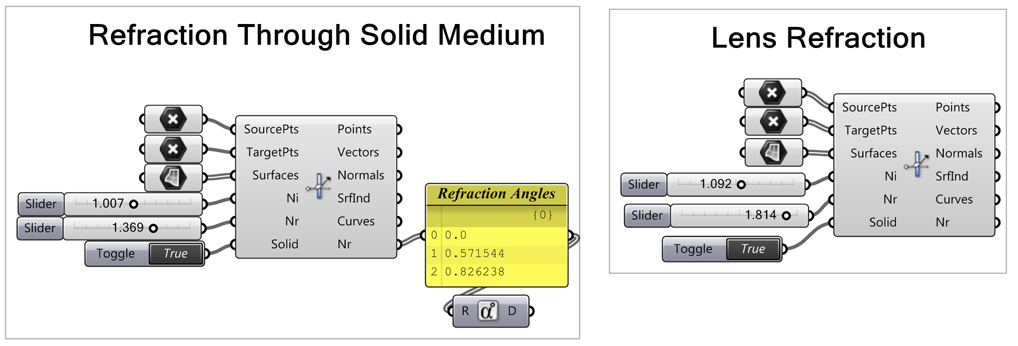 Refraction Through Solid Medium
SourcePts Points
TargetPts Vectors
Surfaces Normals
Ni SrfInd
Nr Curves
Solid Nr
Slider 1.007
Slider 1.369
Toggle True
Refraction Angles
{0}
0 0.0
1 0.571544
2 0.826238
R α° D
Lens Refraction
SourcePts Points
TargetPts Vectors
Surfaces Normals
Ni SrfInd
Nr Curves
Solid Nr
Slider 1.092
Slider 1.814
Toggle True